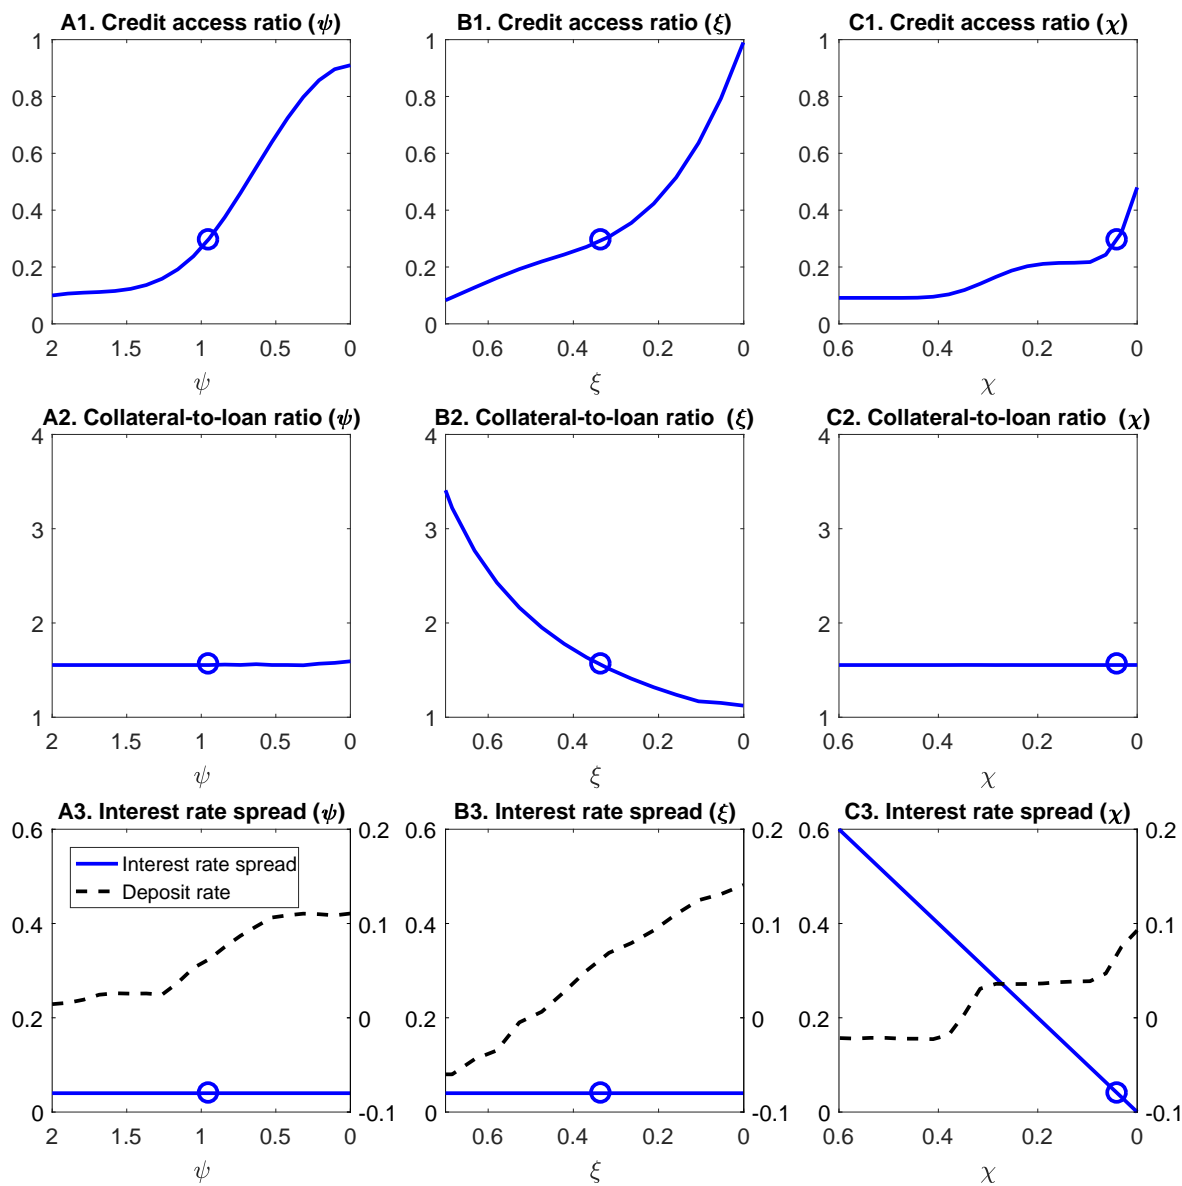 A1. Credit access ratio (ψ)
1
0.8
0.6
0.4
0.2
0
2 1.5 1 0.5 0
ψ
B1. Credit access ratio (ξ)
1
0.8
0.6
0.4
0.2
0
0.6 0.4 0.2 0
ξ
C1. Credit access ratio (χ)
1
0.8
0.6
0.4
0.2
0
0.6 0.4 0.2 0
χ
A2. Collateral-to-loan ratio (ψ)
4
3
2
1
2 1.5 1 0.5 0
ψ
B2. Collateral-to-loan ratio (ξ)
4
3
2
1
0.6 0.4 0.2 0
ξ
C2. Collateral-to-loan ratio (χ)
4
3
2
1
0.6 0.4 0.2 0
χ
A3. Interest rate spread (ψ)
0.6
0.4
0.2
0
Interest rate spread
Deposit rate
0.2
0.1
0
-0.1
2 1.5 1 0.5 0
ψ
B3. Interest rate spread (ξ)
0.6
0.4
0.2
0
0.2
0.1
0
-0.1
0.6 0.4 0.2 0
ξ
C3. Interest rate spread (χ)
0.6
0.4
0.2
0
0.2
0.1
0
-0.1
0.6 0.4 0.2 0
χ